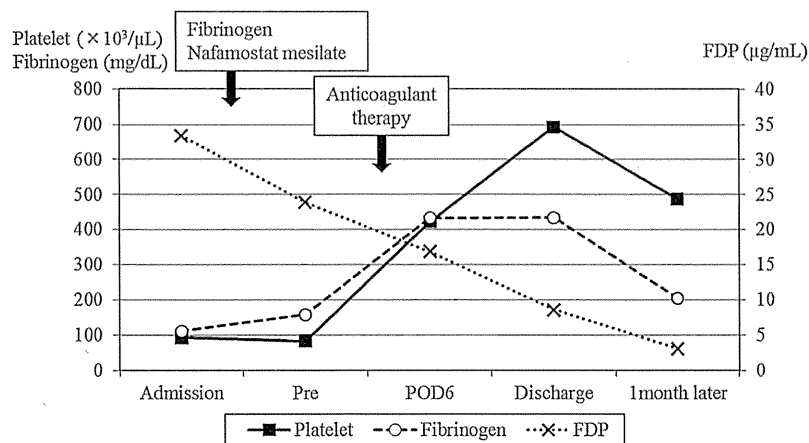 Platelet (×10³/μL)
Fibrinogen (mg/dL)
Fibrinogen
Nafamostat mesilate
FDP (μg/mL)
Anticoagulant
therapy
800
700
600
500
400
300
200
100
0
40
35
30
25
20
15
10
5
0
Admission Pre POD6 Discharge 1month later
Platelet Fibrinogen FDP